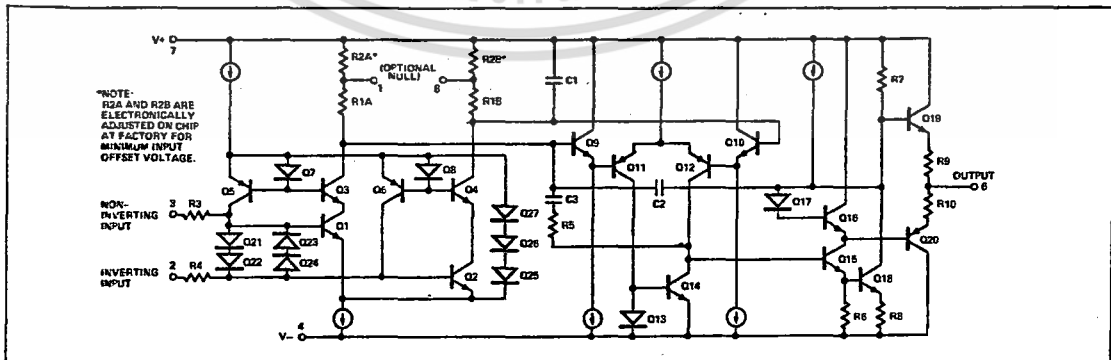 V+
7
R2A*
(OPTIONAL
NULL)
1
8
R2B*
R1A
R1B
C1
R7
Q19
*NOTE-
R2A AND R2B ARE
ELECTRONICALLY
ADJUSTED ON CHIP
AT FACTORY FOR
MINIMUM INPUT
OFFSET VOLTAGE.
Q9
Q10
Q11
Q12
R9
OUTPUT
6
R10
Q7
Q8
Q5
Q3
Q6
Q4
C3
C2
Q17
Q16
Q20
NON-
INVERTING
INPUT
3
R3
Q1
R5
Q27
Q21
Q23
Q26
Q22
Q24
Q15
INVERTING
INPUT
2
R4
Q2
Q25
Q14
Q18
Q13
R6
R8
V-
4